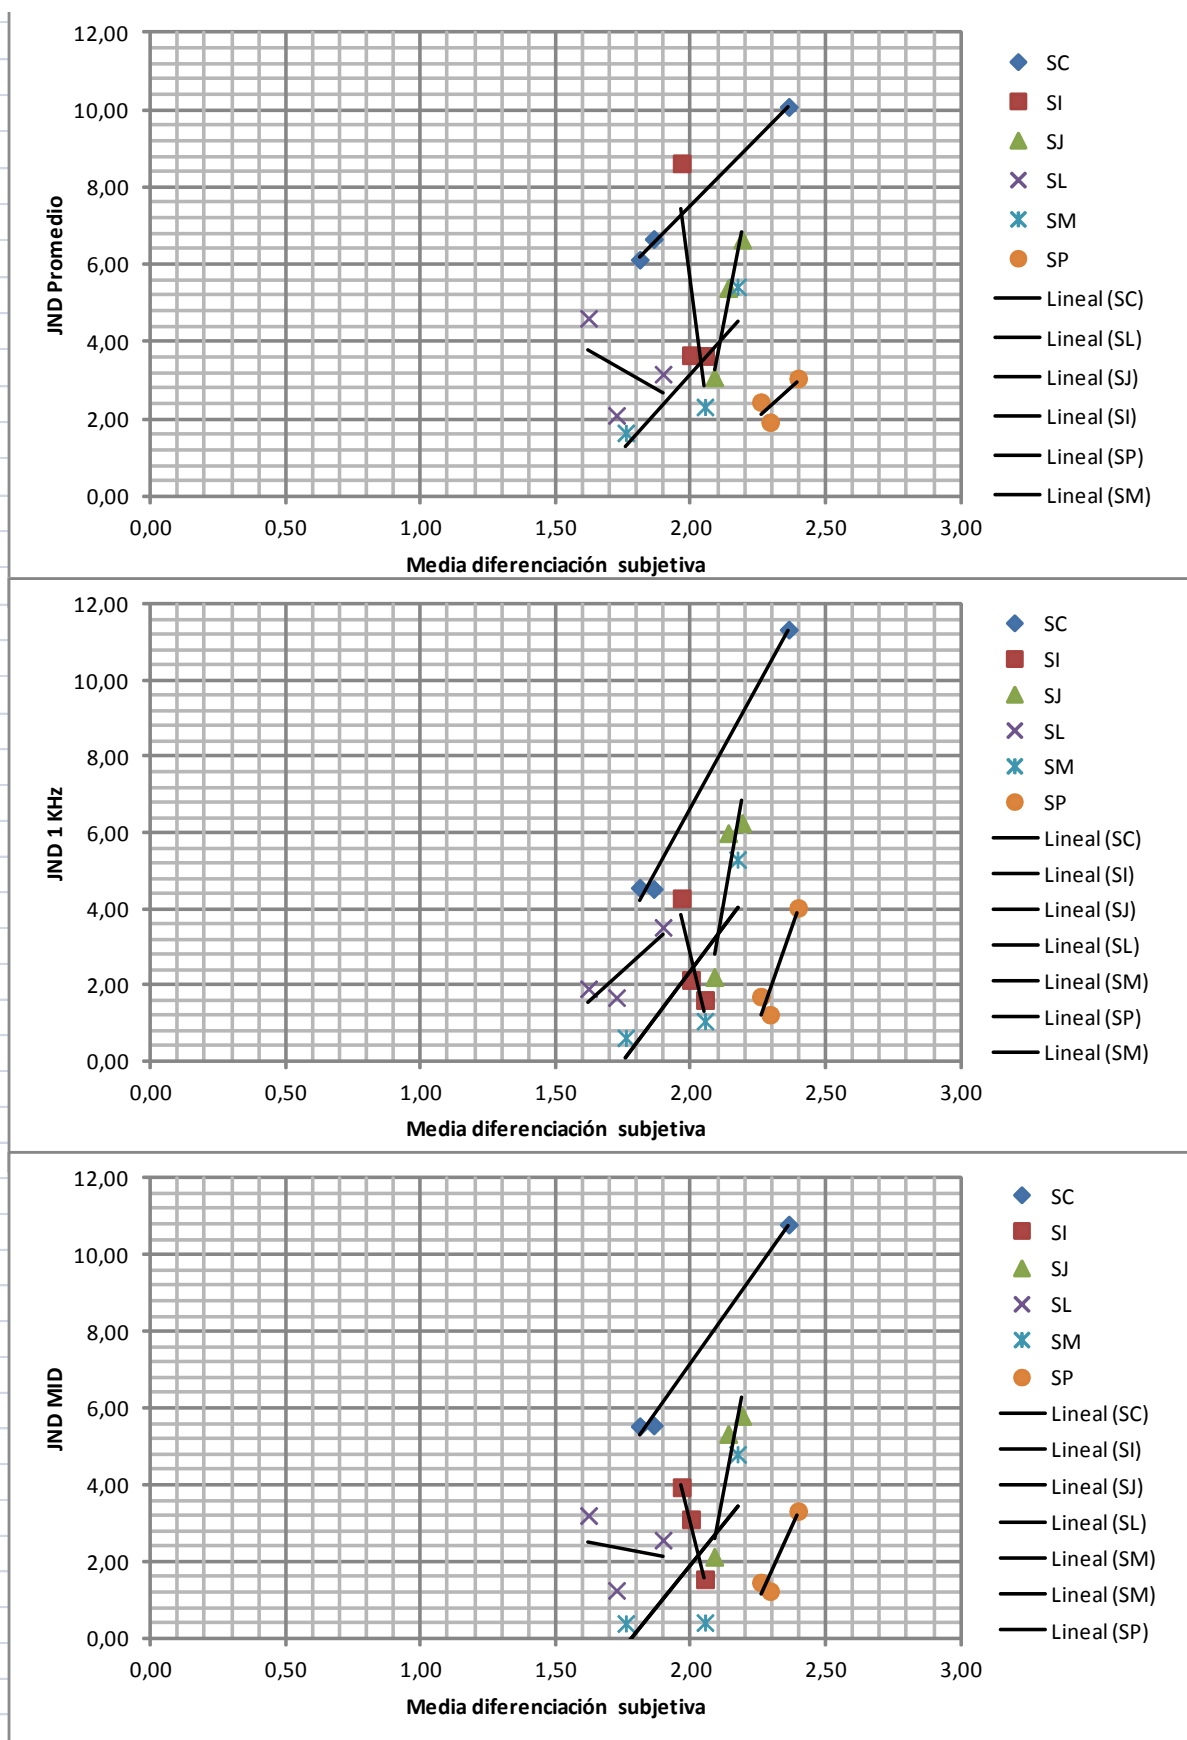 12,00
10,00
8,00
6,00
4,00
2,00
0,00
JND Promedio
0,00 0,50 1,00 1,50 2,00 2,50 3,00
Media diferenciación subjetiva
SC
SI
SJ
SL
SM
SP
Lineal (SC)
Lineal (SL)
Lineal (SJ)
Lineal (SI)
Lineal (SP)
Lineal (SM)
12,00
10,00
8,00
6,00
4,00
2,00
0,00
JND 1 KHz
0,00 0,50 1,00 1,50 2,00 2,50 3,00
Media diferenciación subjetiva
SC
SI
SJ
SL
SM
SP
Lineal (SC)
Lineal (SI)
Lineal (SJ)
Lineal (SL)
Lineal (SM)
Lineal (SP)
Lineal (SM)
12,00
10,00
8,00
6,00
4,00
2,00
0,00
JND MID
0,00 0,50 1,00 1,50 2,00 2,50 3,00
Media diferenciación subjetiva
SC
SI
SJ
SL
SM
SP
Lineal (SC)
Lineal (SI)
Lineal (SJ)
Lineal (SL)
Lineal (SM)
Lineal (SM)
Lineal (SP)